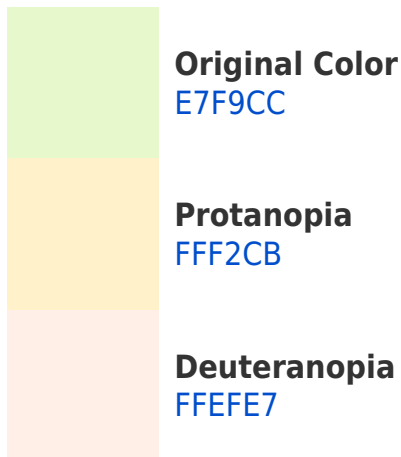 Original Color
E7F9CC
Protanopia
FFF2CB
Deuteranopia
FFEFE7